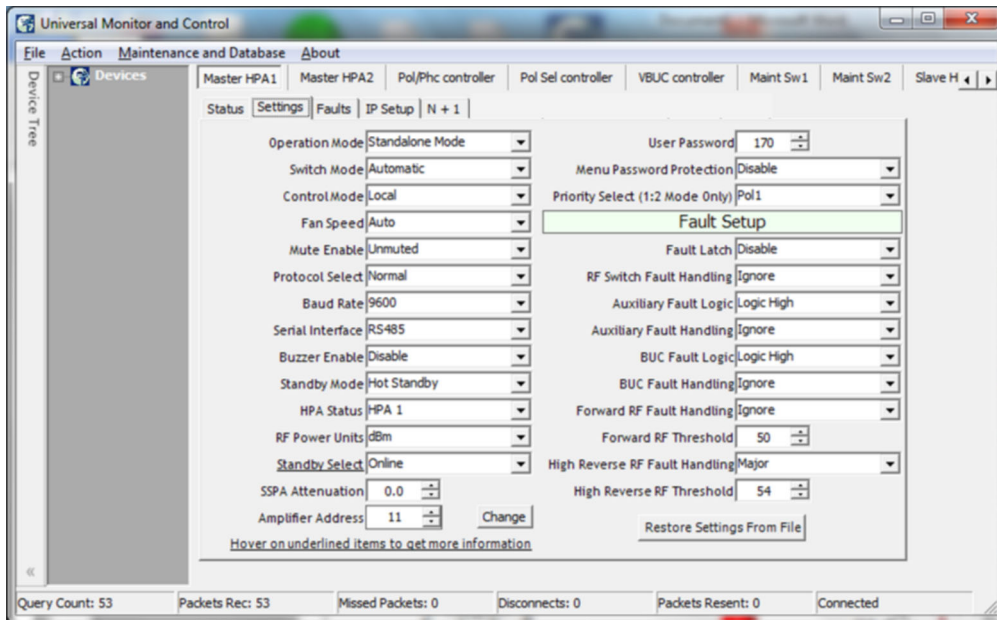 Universal Monitor and Control
File Action Maintenance and Database About
Device Tree
Devices
Master HPA1 Master HPA2 Pol/Phc controller Pol Sel controller VBUC controller Maint Sw1 Maint Sw2 Slave H
Status Settings Faults IP Setup N + 1
Operation Mode Standalone Mode
Switch Mode Automatic
Control Mode Local
Fan Speed Auto
Mute Enable Unmuted
Protocol Select Normal
Baud Rate 9600
Serial Interface RS485
Buzzer Enable Disable
Standby Mode Hot Standby
HPA Status HPA 1
RF Power Units dBm
Standby Select Online
SSPA Attenuation 0.0
Amplifier Address 11 Change
Hover on underlined items to get more information
User Password 170
Menu Password Protection Disable
Priority Select (1:2 Mode Only) Pol1
Fault Setup
Fault Latch Disable
RF Switch Fault Handling Ignore
Auxiliary Fault Logic Logic High
Auxiliary Fault Handling Ignore
BUC Fault Logic Logic High
BUC Fault Handling Ignore
Forward RF Fault Handling Ignore
Forward RF Threshold 50
High Reverse RF Fault Handling Major
High Reverse RF Threshold 54
Restore Settings From File
Query Count: 53 Packets Rec: 53 Missed Packets: 0 Disconnects: 0 Packets Resent: 0 Connected